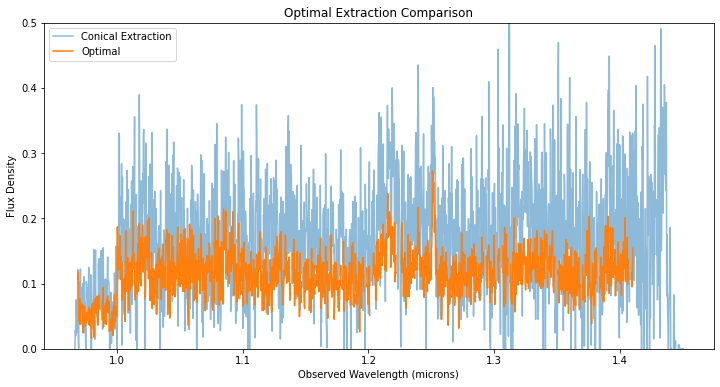 Optimal Extraction Comparison
Conical Extraction
Optimal
Flux Density
0.5
0.4
0.3
0.2
0.1
0.0
1.0 1.1 1.2 1.3 1.4
Observed Wavelength (microns)